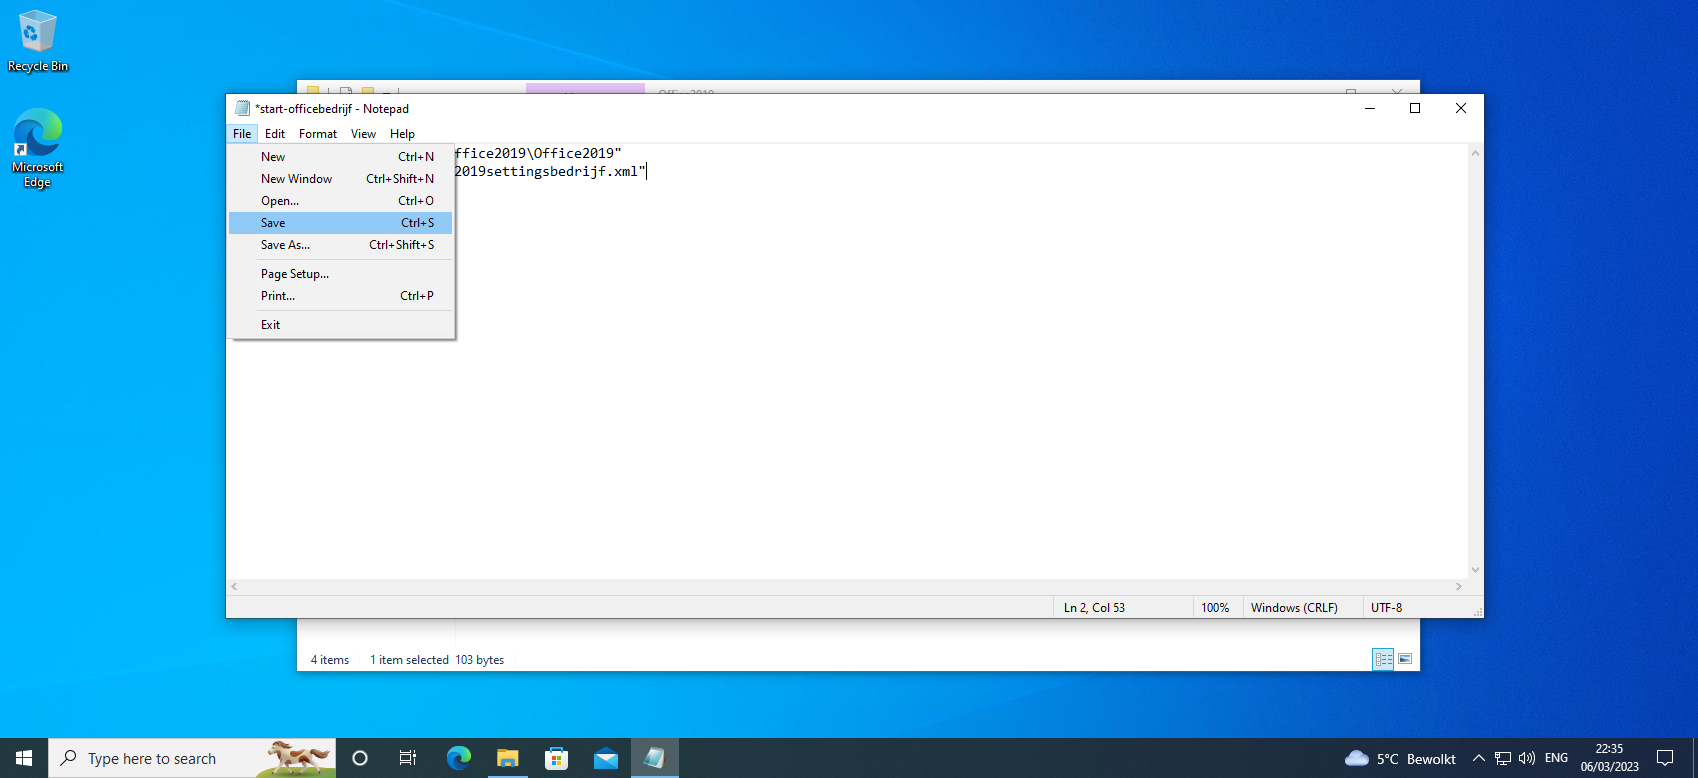 Recycle Bin
Microsoft
Edge
Office2019
*start-officebedrijf - Notepad
File Edit Format View Help
New Ctrl+N
New Window Ctrl+Shift+N
Open... Ctrl+O
Save Ctrl+S
Save As... Ctrl+Shift+S
Page Setup...
Print... Ctrl+P
Exit
ffice2019\Office2019"
2019settingsbedrijf.xml"
Ln 2, Col 53 100% Windows (CRLF) UTF-8
4 items 1 item selected 103 bytes
Type here to search
5°C Bewolkt ENG
22:35
06/03/2023